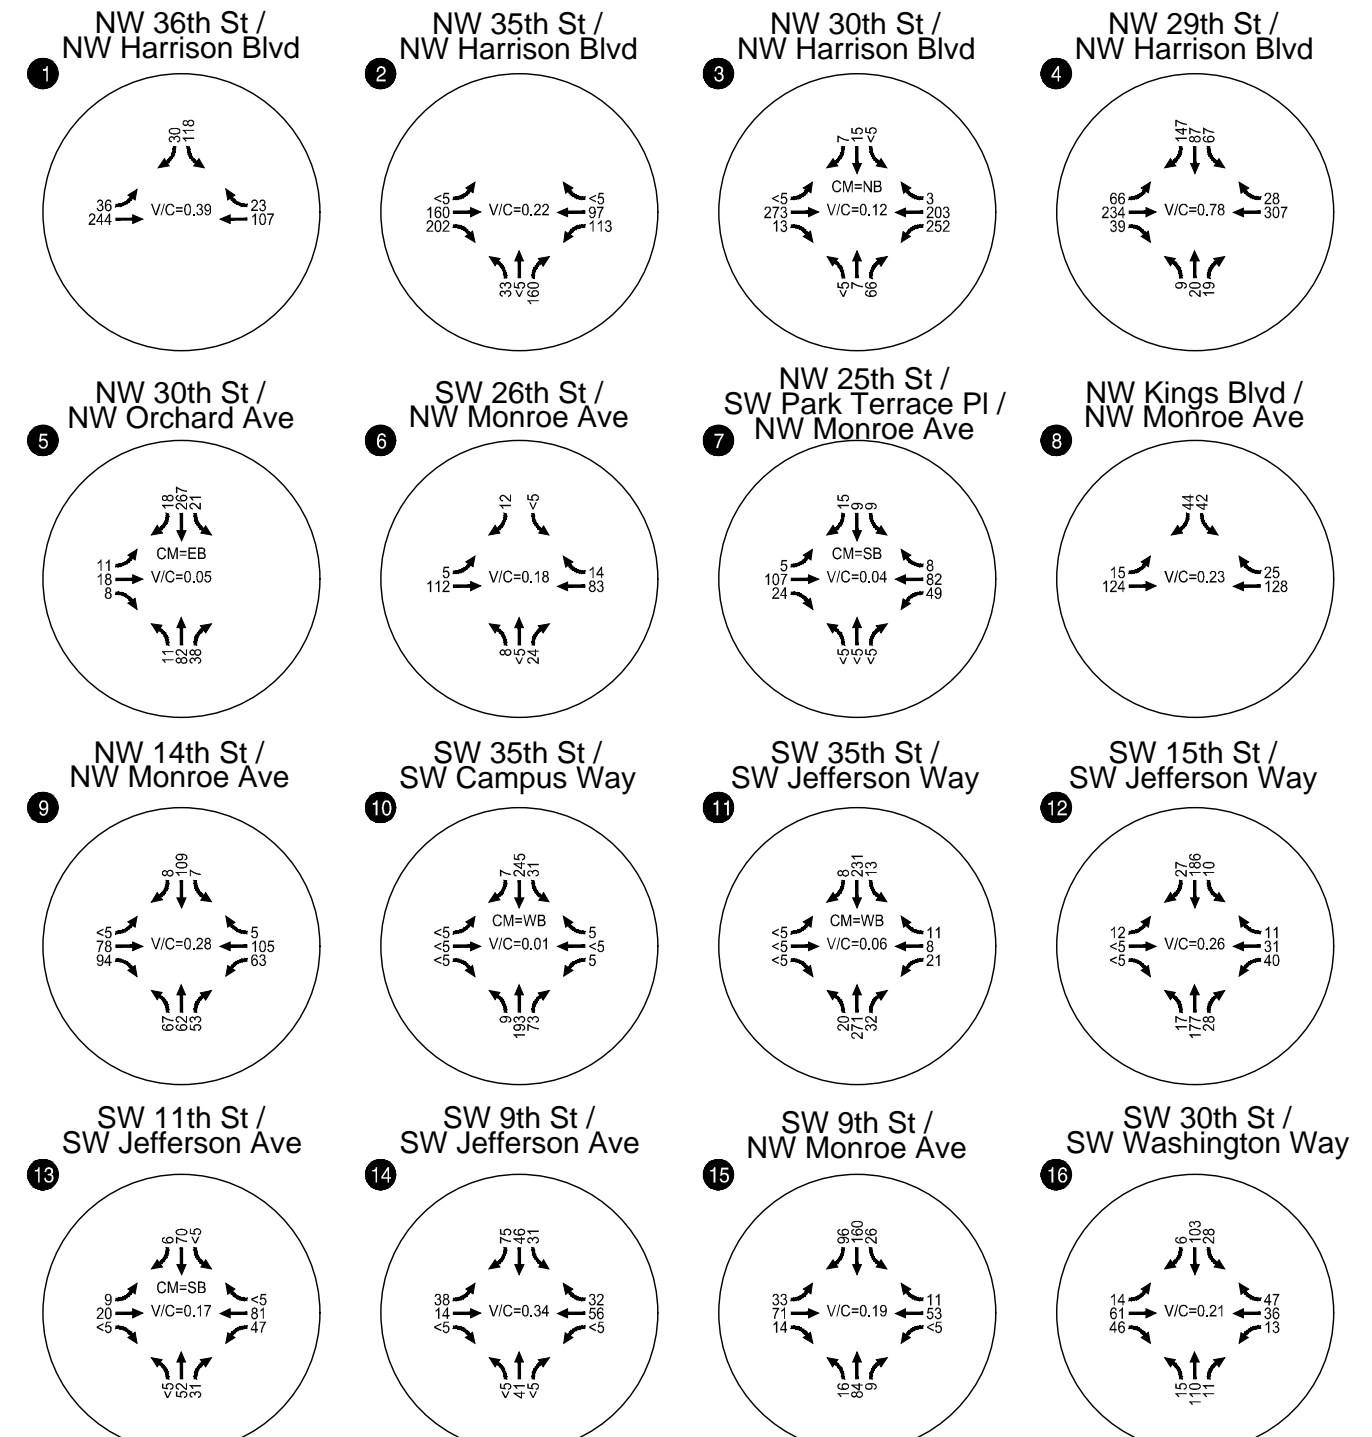 NW 36th St /
NW Harrison Blvd
1
30 118
36
244
V/C=0.39
23
107
NW 35th St /
NW Harrison Blvd
2
<5
160
202
V/C=0.22
<5
97
113
33 <5 160
NW 30th St /
NW Harrison Blvd
3
7 15 <5
CM=NB
<5
273
13
V/C=0.12
3
203
252
<5 7 66
NW 29th St /
NW Harrison Blvd
4
147 87 67
66
234
39
V/C=0.78
28
307
9 20 19
NW 30th St /
NW Orchard Ave
5
18 267 21
CM=EB
11
18
8
V/C=0.05
11 82 38
SW 26th St /
NW Monroe Ave
6
12 <5
5
112
V/C=0.18
14
83
8 <5 24
NW 25th St /
SW Park Terrace Pl /
NW Monroe Ave
7
15 9 9
CM=SB
5
107
24
V/C=0.04
8
82
49
<5 <5 <5
NW Kings Blvd /
NW Monroe Ave
8
44 42
15
124
V/C=0.23
25
128
NW 14th St /
NW Monroe Ave
9
8 109 7
<5
78
94
V/C=0.28
5
105
63
67 62 53
SW 35th St /
SW Campus Way
10
7 245 31
CM=WB
<5
<5
<5
V/C=0.01
5
<5
5
9 193 73
SW 35th St /
SW Jefferson Way
11
8 231 13
CM=WB
<5
<5
<5
V/C=0.06
11
8
21
20 271 32
SW 15th St /
SW Jefferson Way
12
27 186 10
12
<5
<5
V/C=0.26
11
31
40
17 177 28
SW 11th St /
SW Jefferson Ave
13
6 70 <5
CM=SB
9
20
<5
V/C=0.17
<5
81
47
<5 52 31
SW 9th St /
SW Jefferson Ave
14
75 46 31
38
14
<5
V/C=0.34
32
56
<5
<5 41 <5
SW 9th St /
NW Monroe Ave
15
96 160 26
33
71
14
V/C=0.19
11
53
<5
16 84 9
SW 30th St /
SW Washington Way
16
6 103 28
14
61
46
V/C=0.21
47
36
13
15 110 11